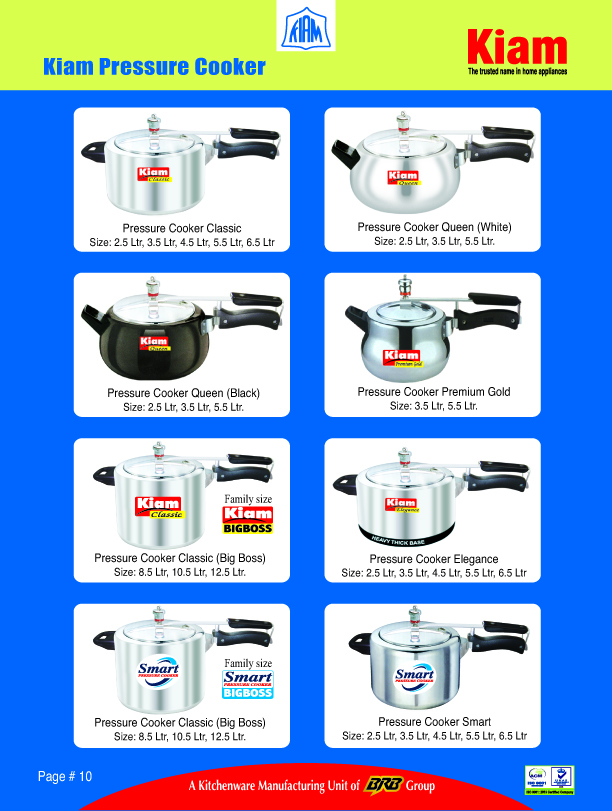 KIAM
Kiam Pressure Cooker
Kiam
The trusted name in home appliances
Kiam
Classic
Pressure Cooker Classic
Size: 2.5 Ltr, 3.5 Ltr, 4.5 Ltr, 5.5 Ltr, 6.5 Ltr
Kiam
Queen
Pressure Cooker Queen (White)
Size: 2.5 Ltr, 3.5 Ltr, 5.5 Ltr.
Kiam
Queen
Pressure Cooker Queen (Black)
Size: 2.5 Ltr, 3.5 Ltr, 5.5 Ltr.
Kiam
Premium Gold
Pressure Cooker Premium Gold
Size: 3.5 Ltr, 5.5 Ltr.
Kiam
Classic
Family size
Kiam
BIGBOSS
Pressure Cooker Classic (Big Boss)
Size: 8.5 Ltr, 10.5 Ltr, 12.5 Ltr.
Kiam
Elegance
HEAVY THICK BASE
Pressure Cooker Elegance
Size: 2.5 Ltr, 3.5 Ltr, 4.5 Ltr, 5.5 Ltr, 6.5 Ltr
Smart
PRESSURE COOKER
Family size
Smart
PRESSURE COOKER
BIGBOSS
Pressure Cooker Classic (Big Boss)
Size: 8.5 Ltr, 10.5 Ltr, 12.5 Ltr.
Smart
PRESSURE COOKER
Pressure Cooker Smart
Size: 2.5 Ltr, 3.5 Ltr, 4.5 Ltr, 5.5 Ltr, 6.5 Ltr
Page # 10
A Kitchenware Manufacturing Unit of BRB Group